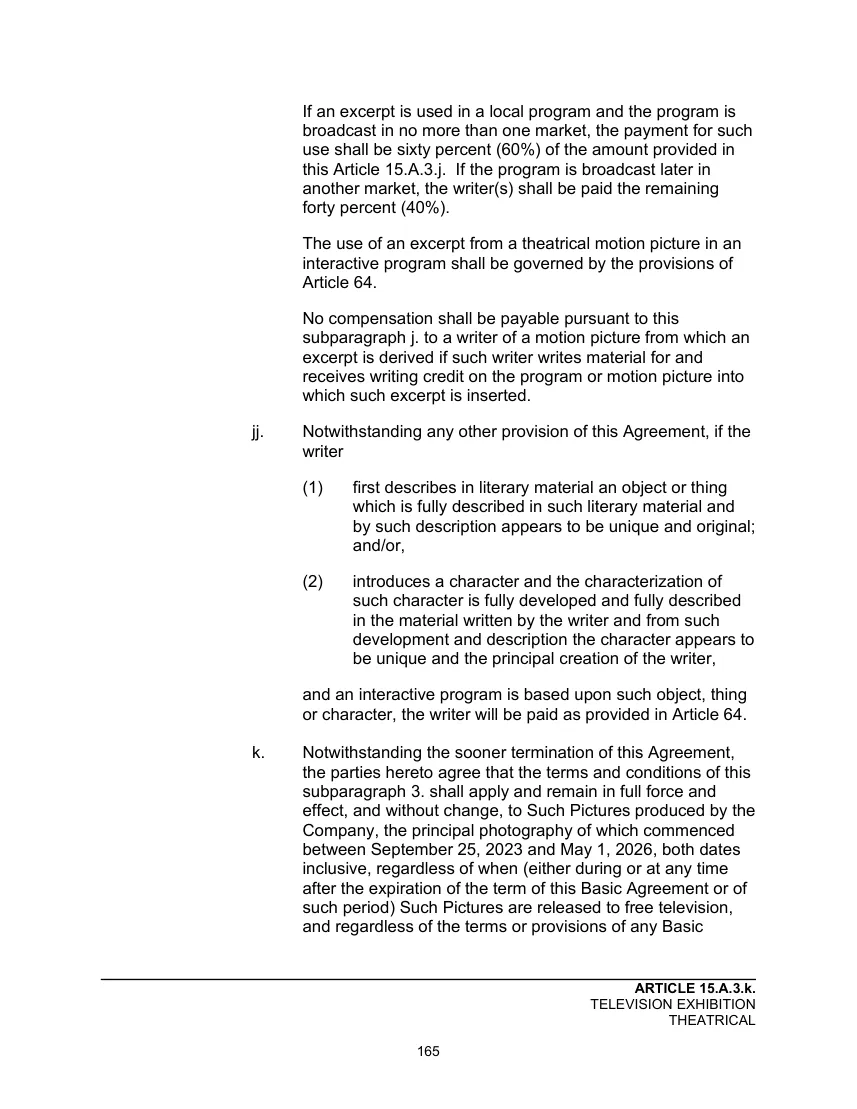 If an excerpt is used in a local program and the program is
broadcast in no more than one market, the payment for such
use shall be sixty percent (60%) of the amount provided in
this Article 15.A.3.j.  If the program is broadcast later in
another market, the writer(s) shall be paid the remaining
forty percent (40%).
The use of an excerpt from a theatrical motion picture in an
interactive program shall be governed by the provisions of
Article 64.
No compensation shall be payable pursuant to this
subparagraph j. to a writer of a motion picture from which an
excerpt is derived if such writer writes material for and
receives writing credit on the program or motion picture into
which such excerpt is inserted.
jj. Notwithstanding any other provision of this Agreement, if the
writer
(1) first describes in literary material an object or thing
which is fully described in such literary material and
by such description appears to be unique and original;
and/or,
(2) introduces a character and the characterization of
such character is fully developed and fully described
in the material written by the writer and from such
development and description the character appears to
be unique and the principal creation of the writer,
and an interactive program is based upon such object, thing
or character, the writer will be paid as provided in Article 64.
k. Notwithstanding the sooner termination of this Agreement,
the parties hereto agree that the terms and conditions of this
subparagraph 3. shall apply and remain in full force and
effect, and without change, to Such Pictures produced by the
Company, the principal photography of which commenced
between September 25, 2023 and May 1, 2026, both dates
inclusive, regardless of when (either during or at any time
after the expiration of the term of this Basic Agreement or of
such period) Such Pictures are released to free television,
and regardless of the terms or provisions of any Basic
ARTICLE 15.A.3.k.
TELEVISION EXHIBITION
THEATRICAL
165